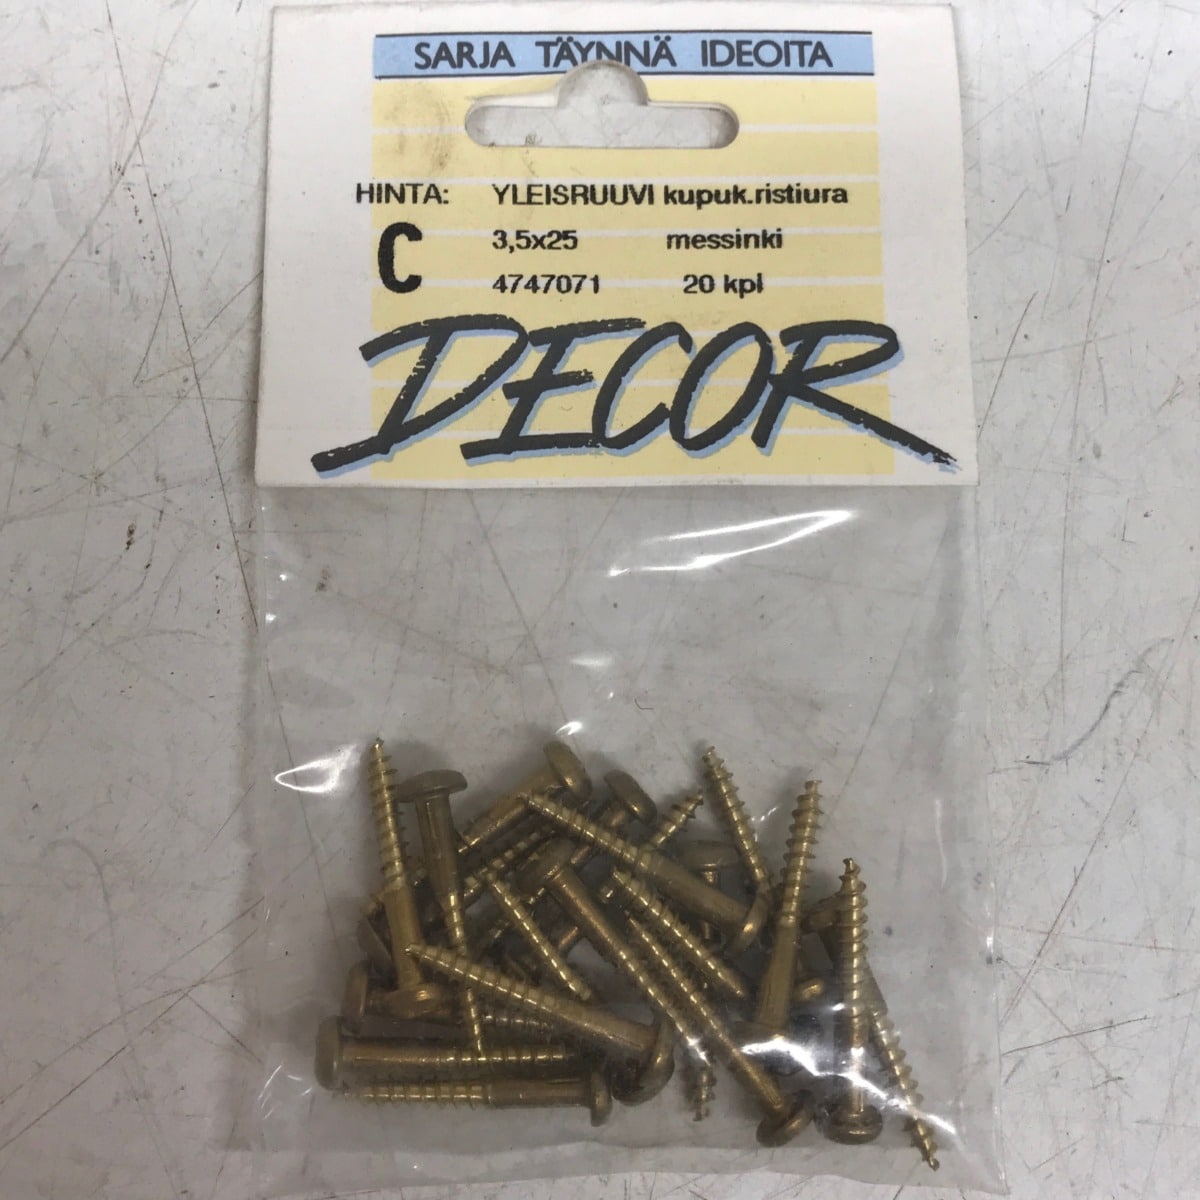 SARJA TÄYNNÄ IDEOITA
HINTA: YLEISRUUVI kupuk.ristiura
C 3,5x25 messinki
4747071 20 kpl
DECOR